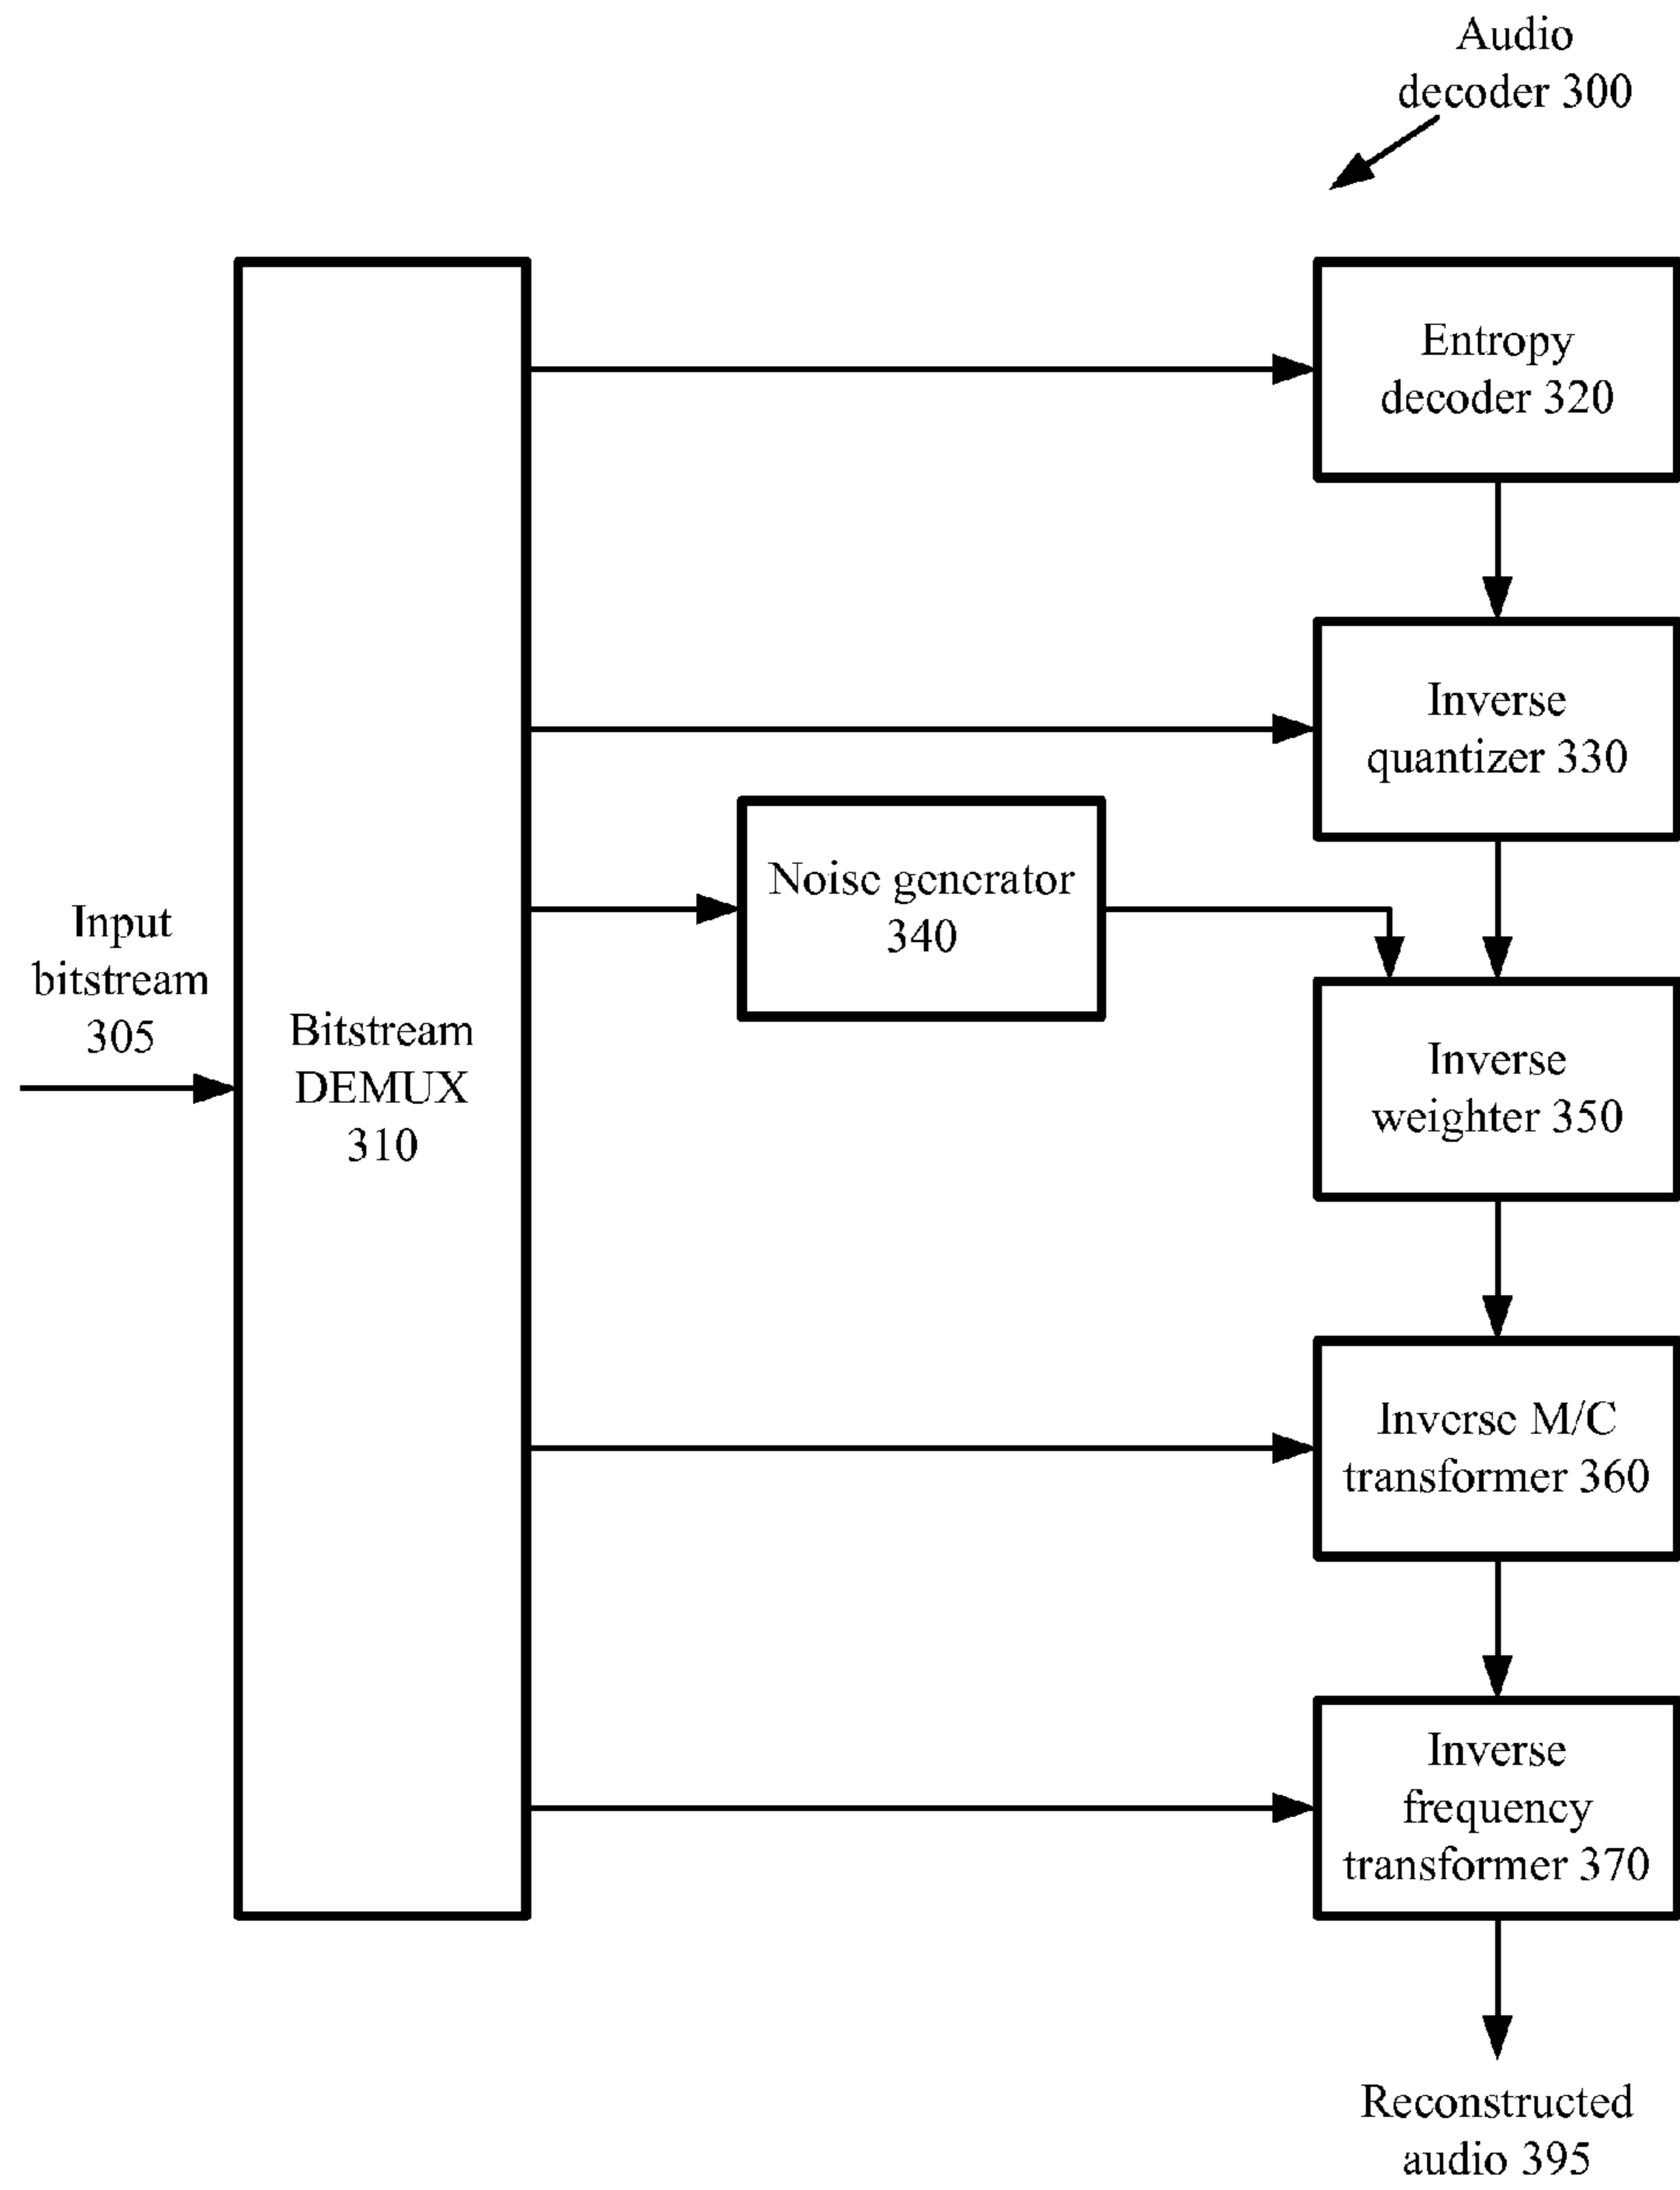 Audio
decoder 300
Entropy
decoder 320
Inverse
quantizer 330
Noise generator
340
Input
bitstream
305
Bitstream
DEMUX
310
Inverse
weighter 350
Inverse M/C
transformer 360
Inverse
frequency
transformer 370
Reconstructed
audio 395